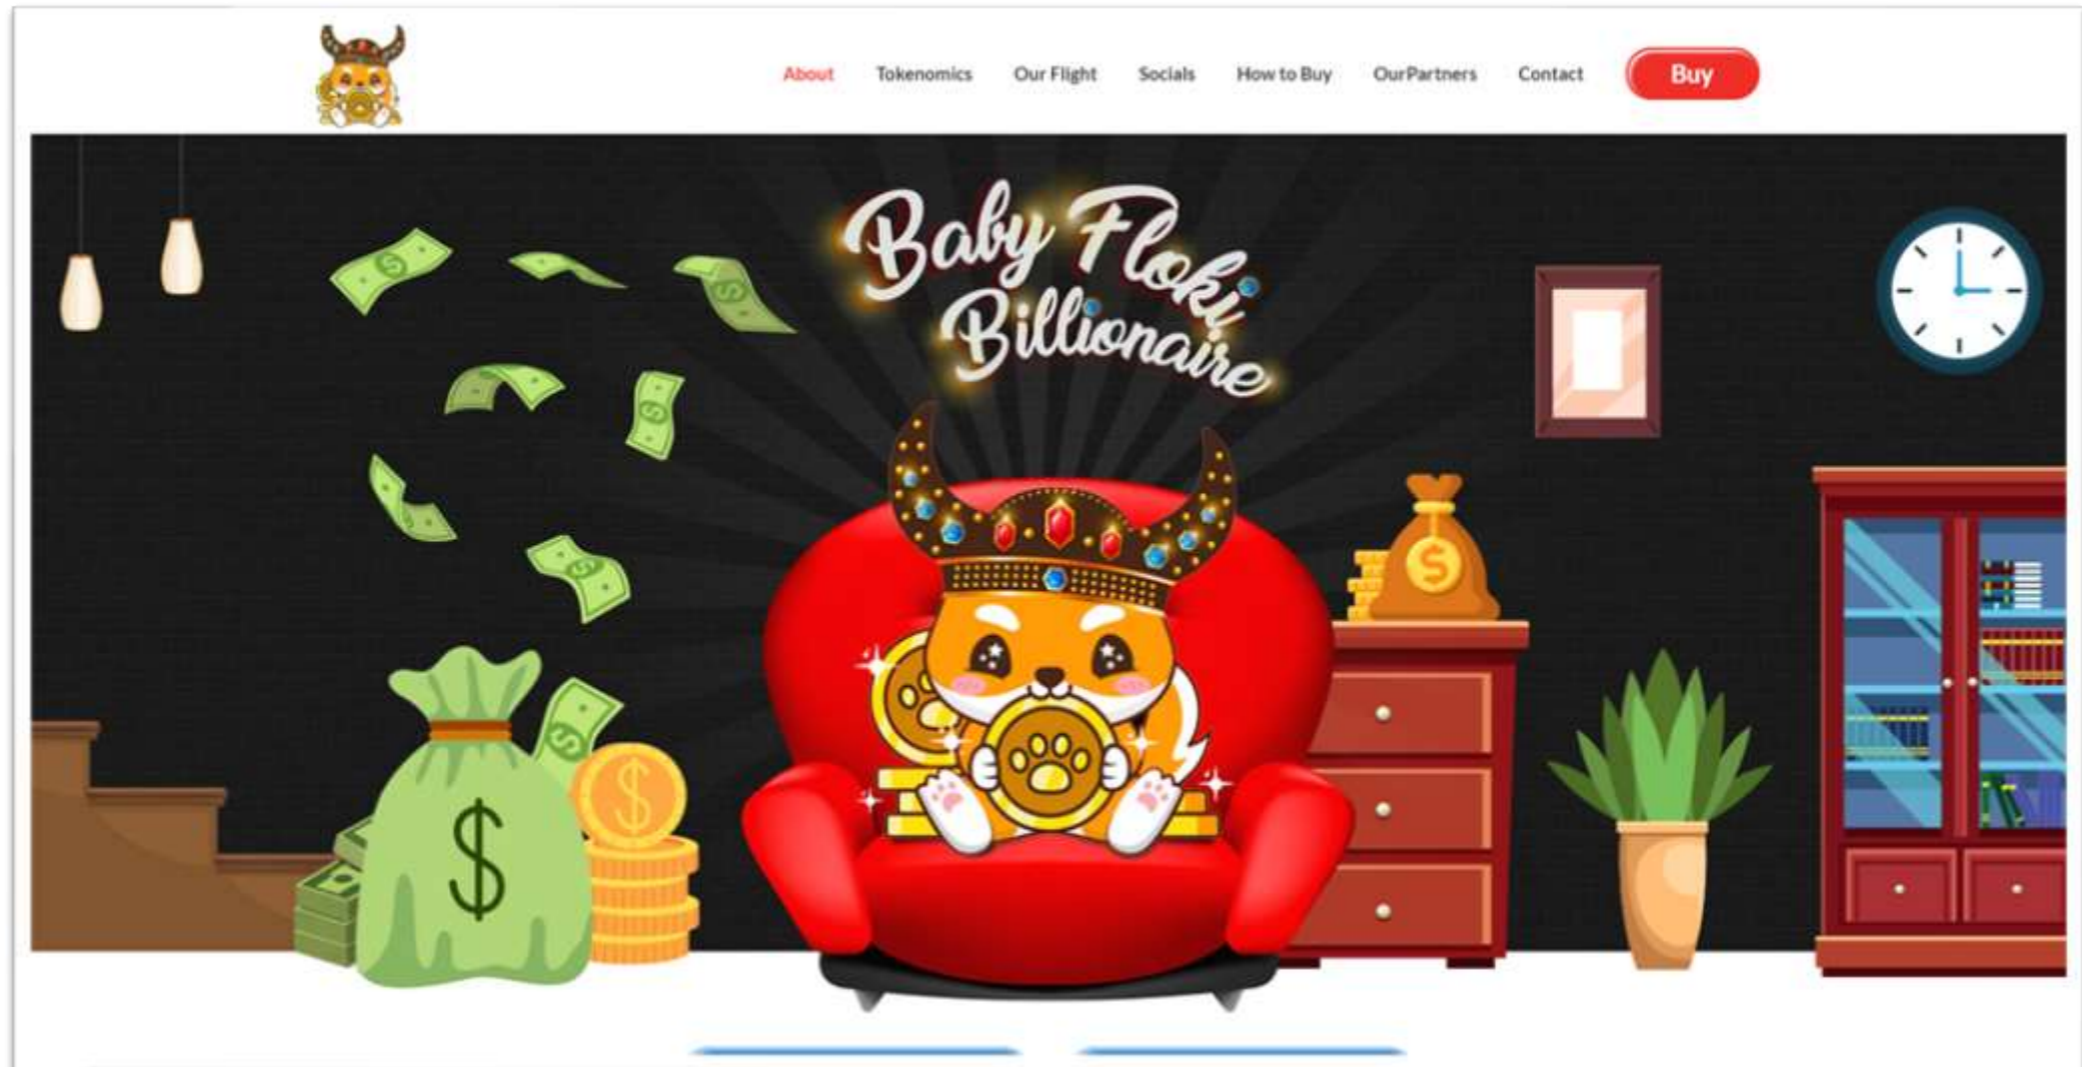 About Tokenomics Our Flight Socials How to Buy OurPartners Contact Buy
Baby Floki
Billionaire
$
$
$